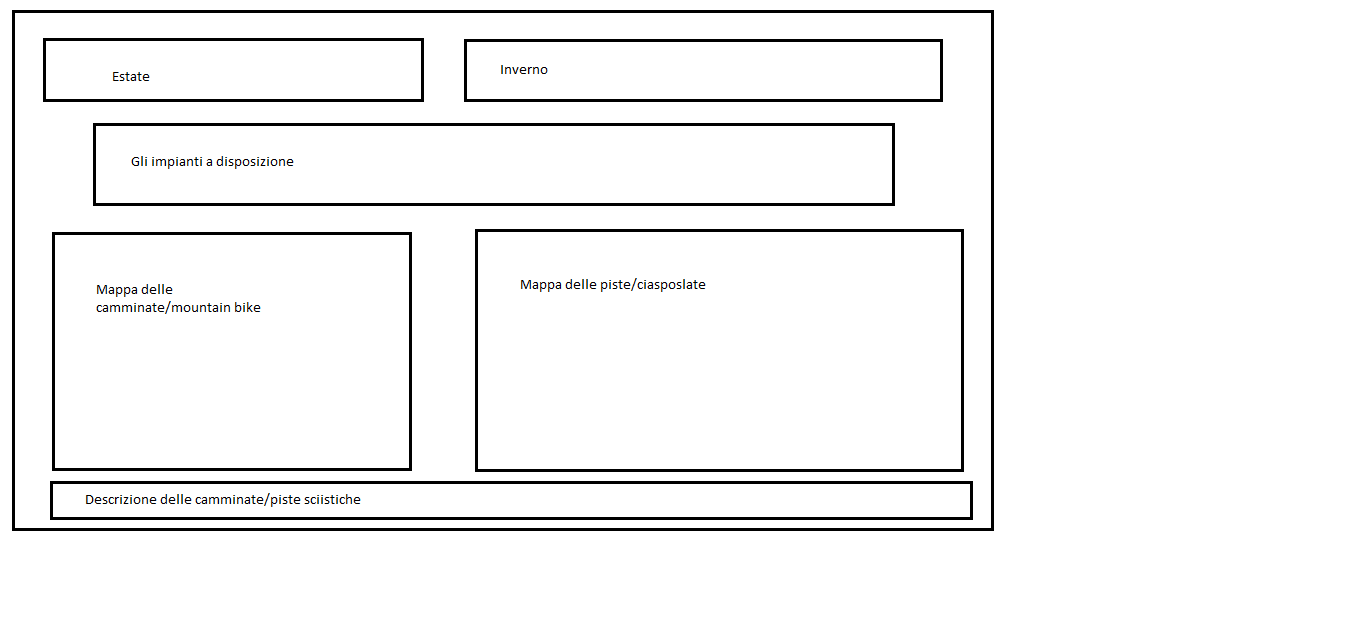 Estate
Inverno
Gli impianti a disposizione
Mappa delle
camminate/mountain bike
Mappa delle piste/ciasposlate
Descrizione delle camminate/piste sciistiche